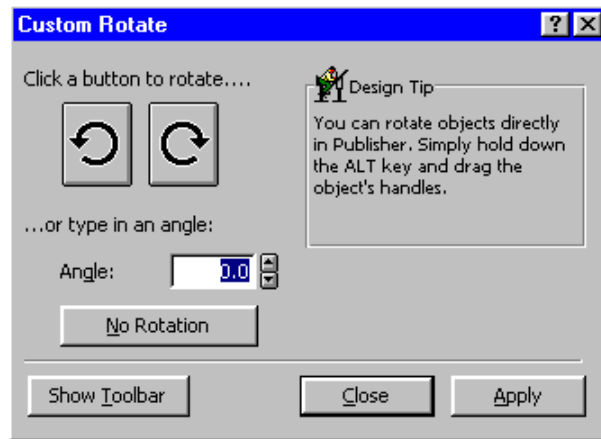 Custom Rotate
Click a button to rotate....
Design Tip
You can rotate objects directly
in Publisher. Simply hold down
the ALT key and drag the
object's handles.
...or type in an angle:
Angle: 0.0
No Rotation
Show Toolbar Close Apply